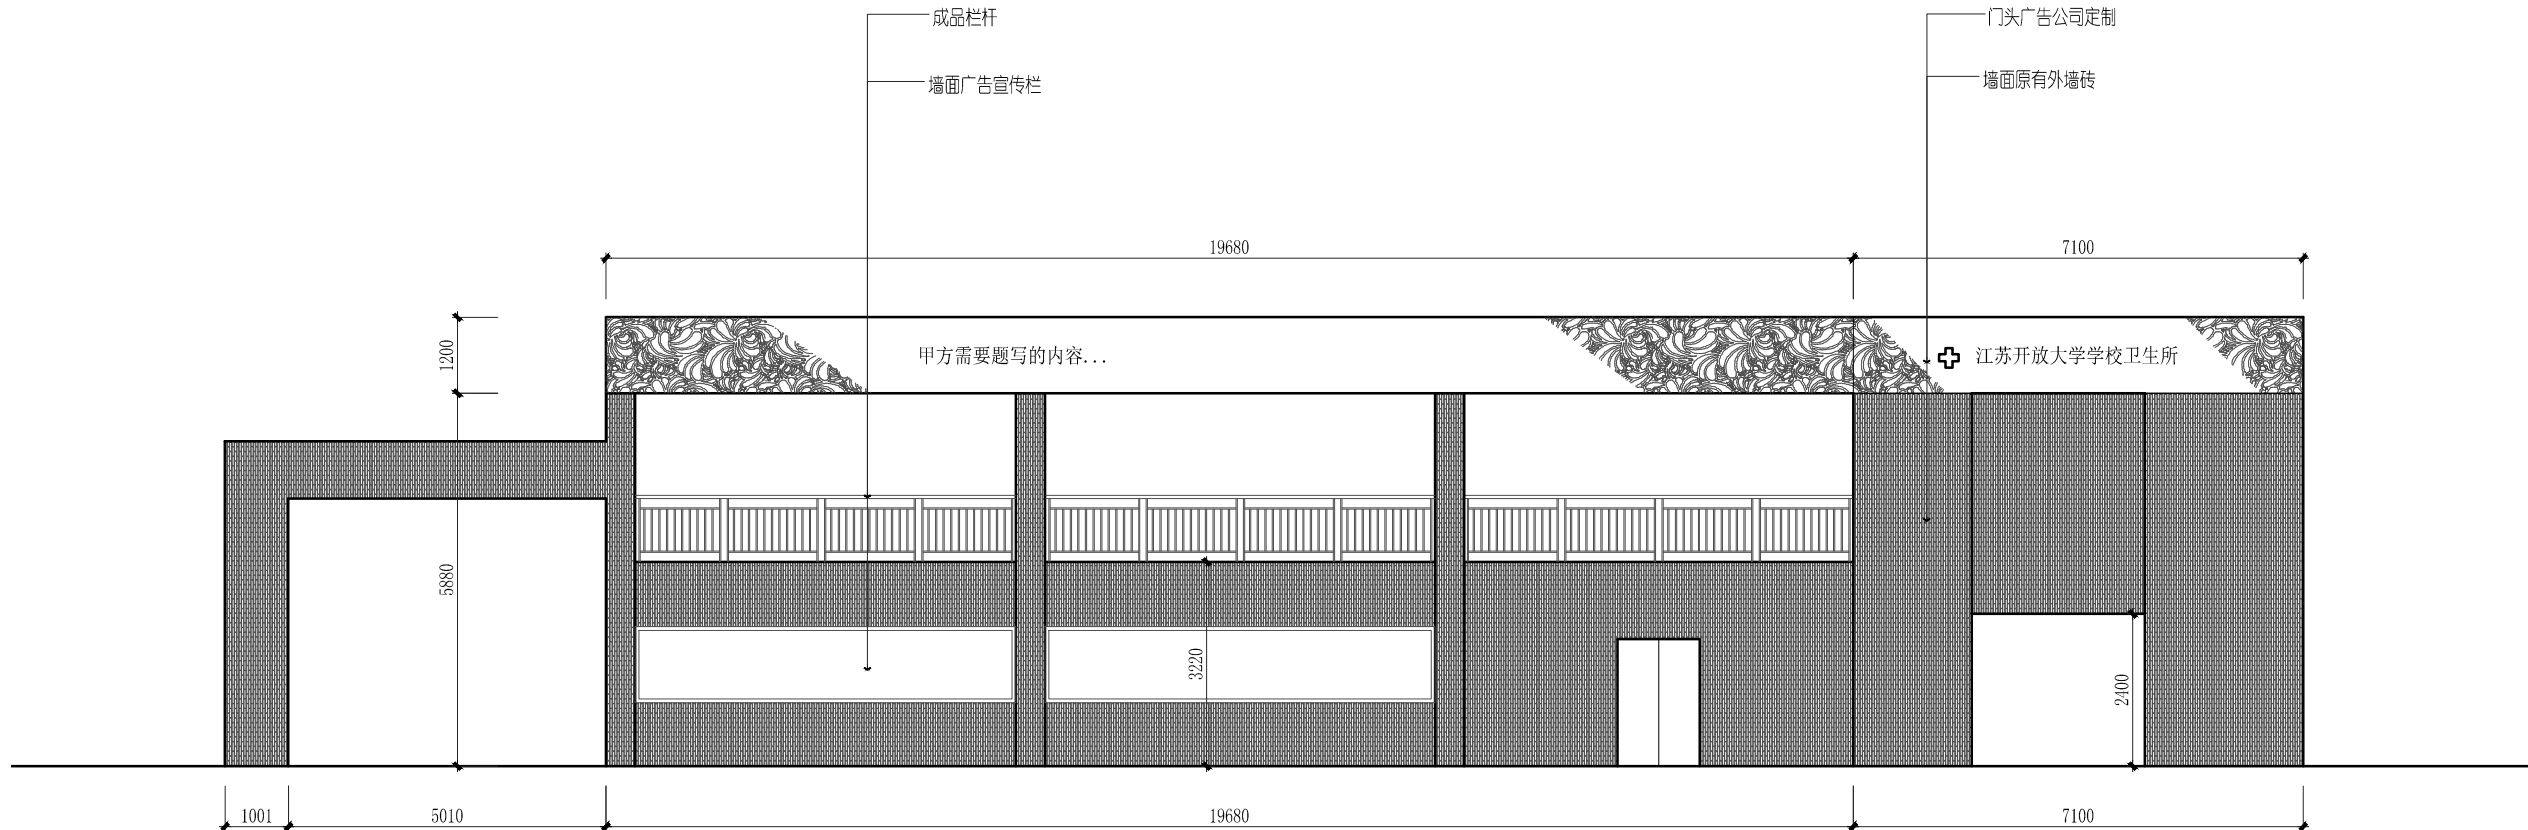 成品栏杆
门头广告公司定制
墙面广告宣传栏
墙面原有外墙砖
19680
7100
1200
甲方需要题写的内容...
江苏开放大学学校卫生所
5880
3220
2400
1001
5010
19680
7100